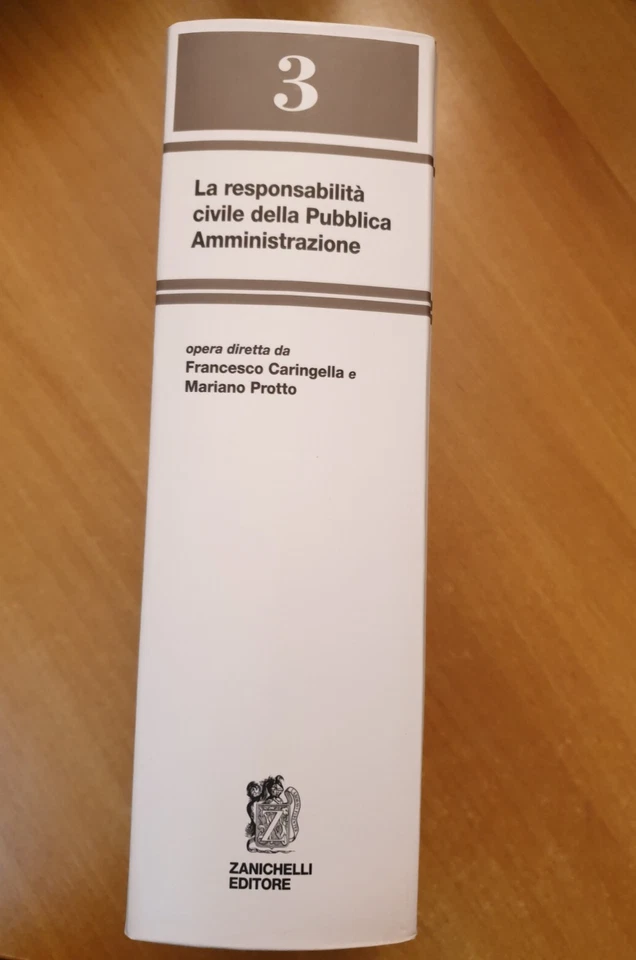 3
La responsabilità
civile della Pubblica
Amministrazione
opera diretta da
Francesco Caringella e
Mariano Protto
Z
ZANICHELLI
EDITORE